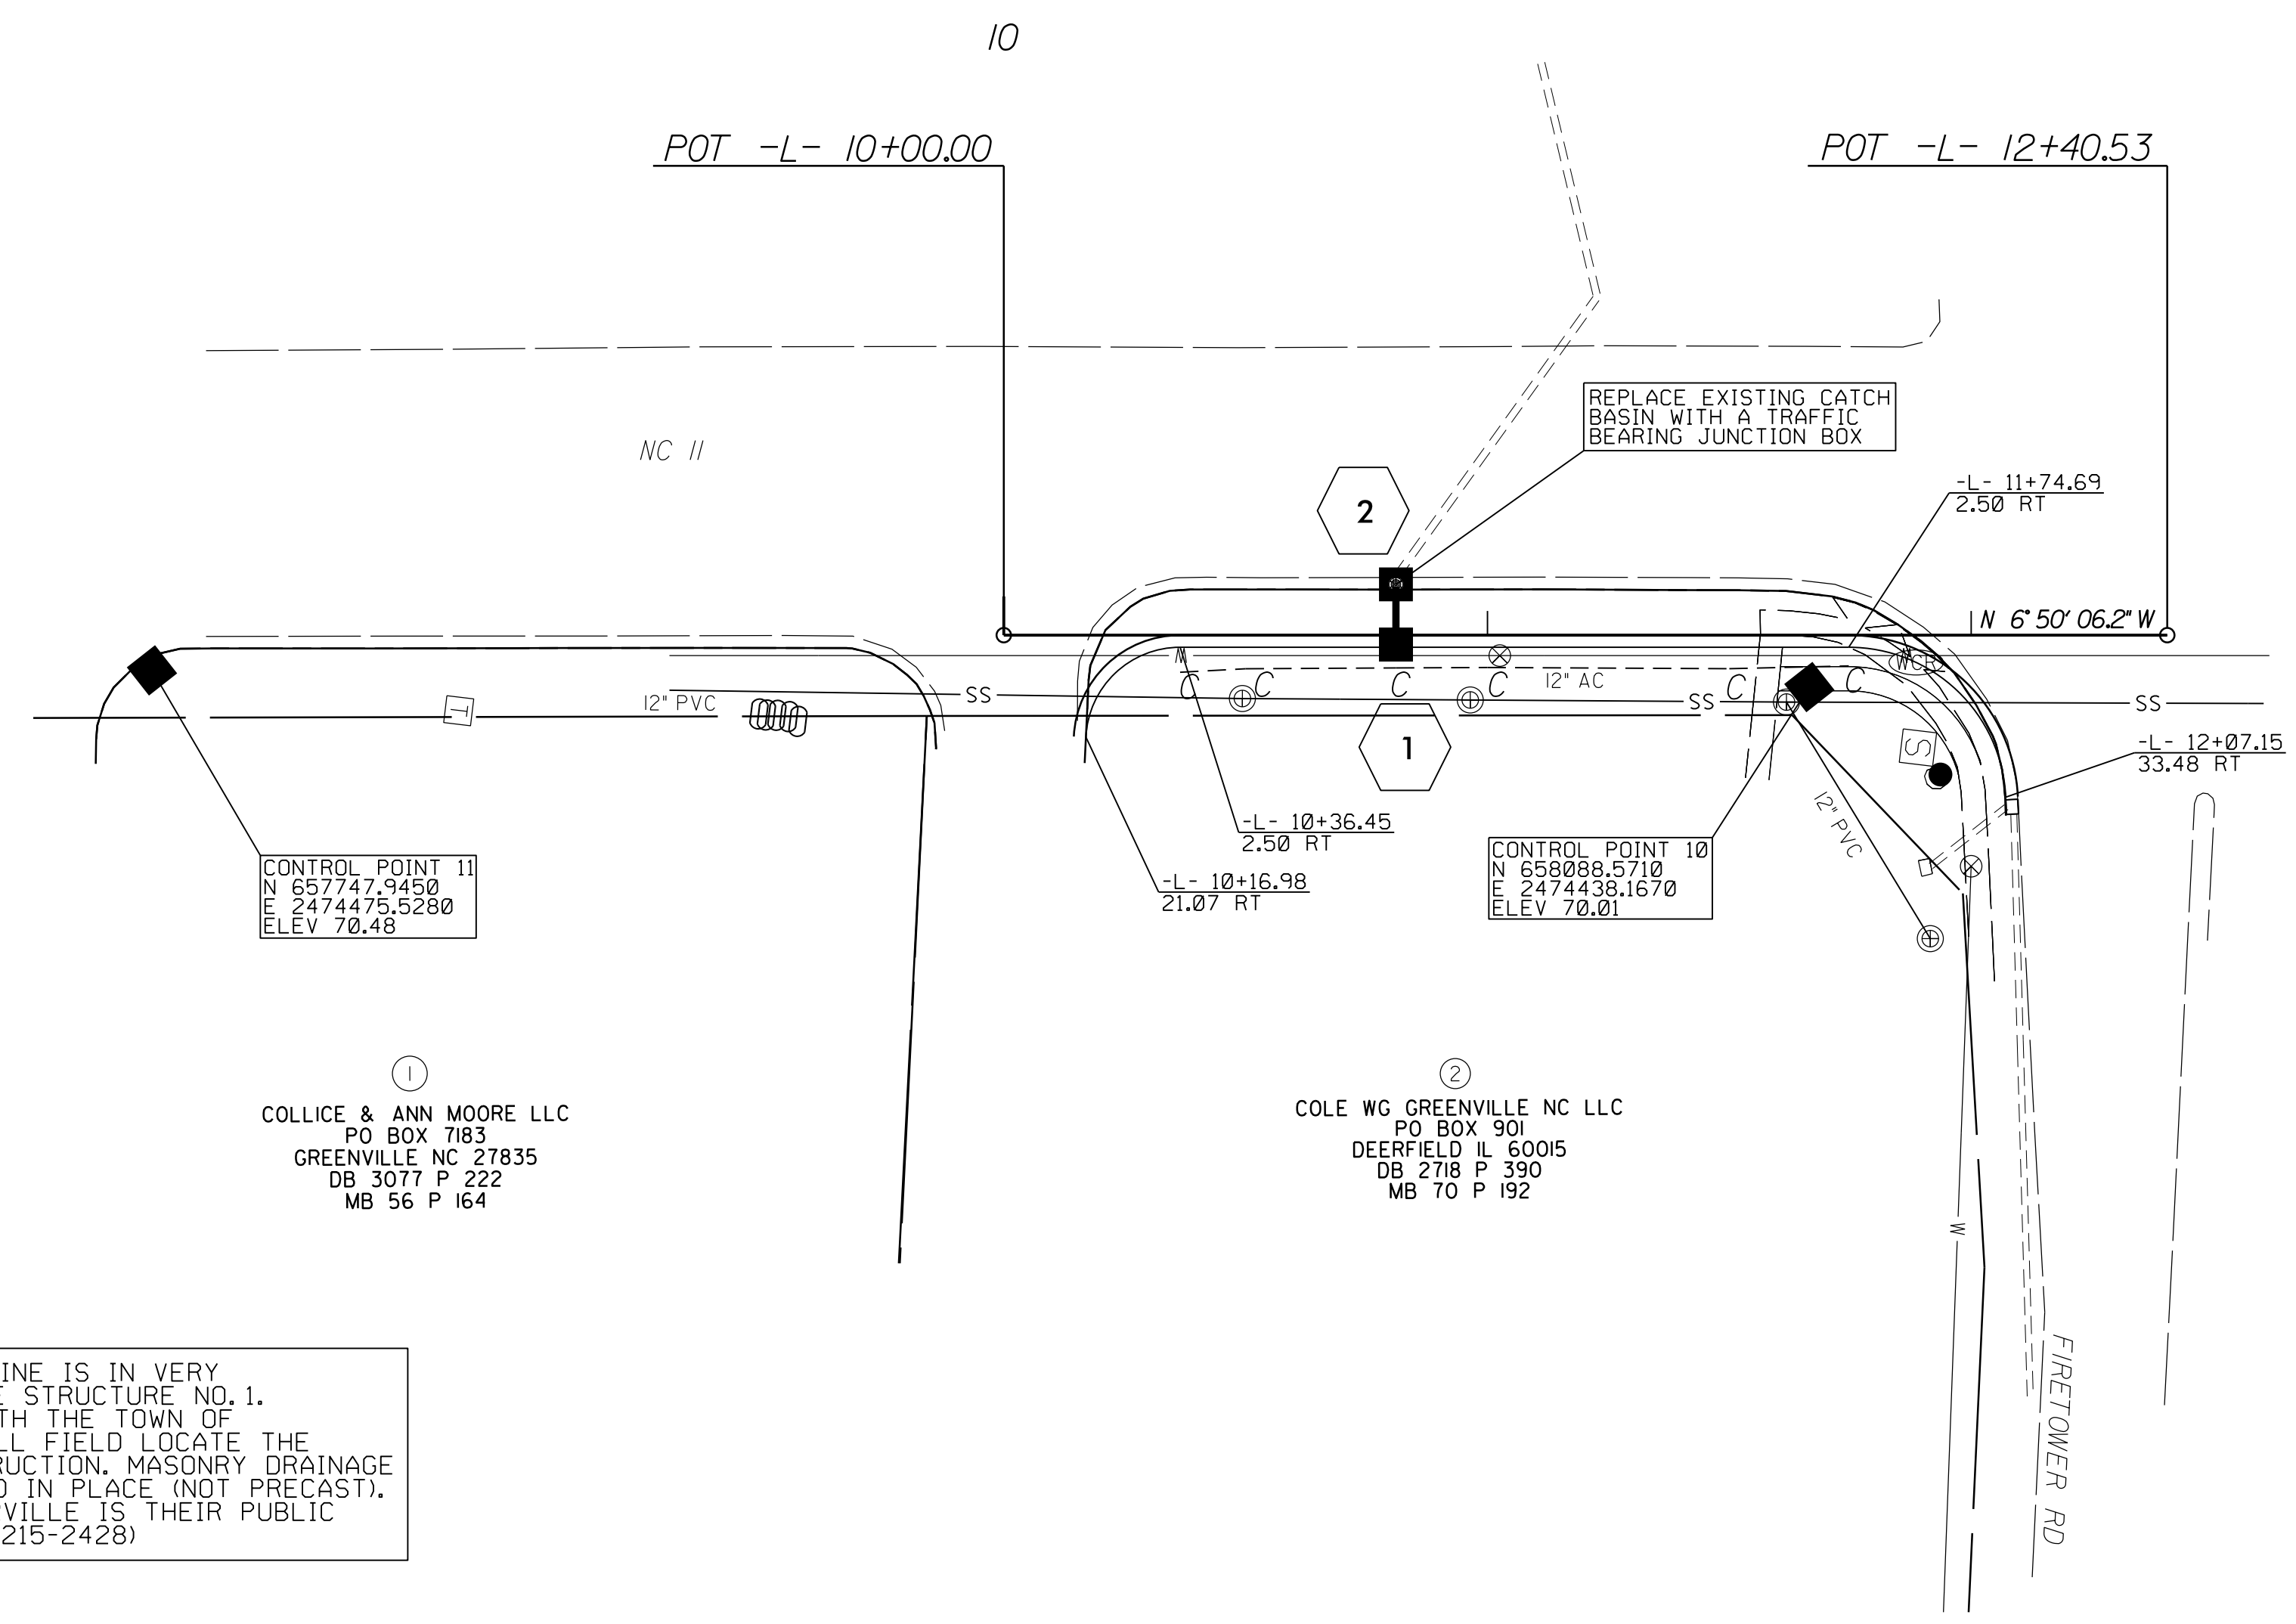 10
POT -L- 10+00.00
POT -L- 12+40.53
REPLACE EXISTING CATCH
BASIN WITH A TRAFFIC
BEARING JUNCTION BOX
NC 11
-L- 11+74.69
2.50 RT
2
N 6°50'06.2" W
W
WCR
C
C
C
C
C
C
12" AC
12" PVC
SS
SS
SS
T
S
1
-L- 12+07.15
33.48 RT
12" PVC
-L- 10+36.45
2.50 RT
-L- 10+16.98
21.07 RT
CONTROL POINT 11
N 657747.9450
E 2474475.5280
ELEV 70.48
CONTROL POINT 10
N 658088.5710
E 2474438.1670
ELEV 70.01
1
COLLICE & ANN MOORE LLC
PO BOX 7183
GREENVILLE NC 27835
DB 3077 P 222
MB 56 P 164
2
COLE WG GREENVILLE NC LLC
PO BOX 901
DEERFIELD IL 60015
DB 2718 P 390
MB 70 P 192
W
FIRETOWER RD
INE IS IN VERY
E STRUCTURE NO. 1.
TH THE TOWN OF
LL FIELD LOCATE THE
RUCTION. MASONRY DRAINAGE
D IN PLACE (NOT PRECAST).
RVILLE IS THEIR PUBLIC
215-2428)